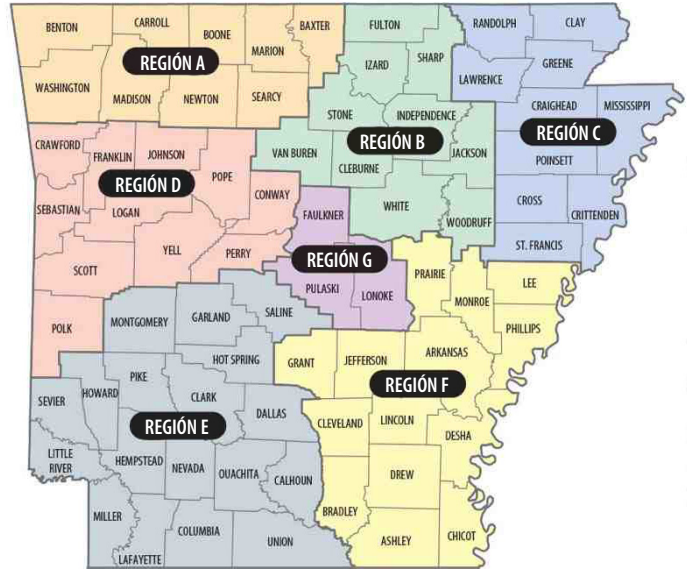 BENTON
CARROLL
BOONE
BAXTER
MARION
REGIÓN A
WASHINGTON
MADISON
NEWTON
SEARCY
FULTON
IZARD
SHARP
STONE
INDEPENDENCE
REGIÓN B
VAN BUREN
CLEBURNE
JACKSON
WHITE
WOODRUFF
RANDOLPH
CLAY
LAWRENCE
GREENE
CRAIGHEAD
MISSISSIPPI
REGIÓN C
POINSETT
CROSS
CRITTENDEN
ST. FRANCIS
CRAWFORD
FRANKLIN
JOHNSON
POPE
REGIÓN D
CONWAY
SEBASTIAN
LOGAN
YELL
PERRY
SCOTT
POLK
FAULKNER
REGIÓN G
PULASKI
LONOKE
MONTGOMERY
GARLAND
SALINE
HOT SPRING
PIKE
SEVIER
HOWARD
CLARK
DALLAS
REGIÓN E
LITTLE
RIVER
HEMPSTEAD
NEVADA
OUACHITA
CALHOUN
MILLER
COLUMBIA
UNION
LAFAYETTE
PRAIRIE
MONROE
LEE
PHILLIPS
GRANT
JEFFERSON
ARKANSAS
REGIÓN F
CLEVELAND
LINCOLN
DESHA
DREW
BRADLEY
ASHLEY
CHICOT